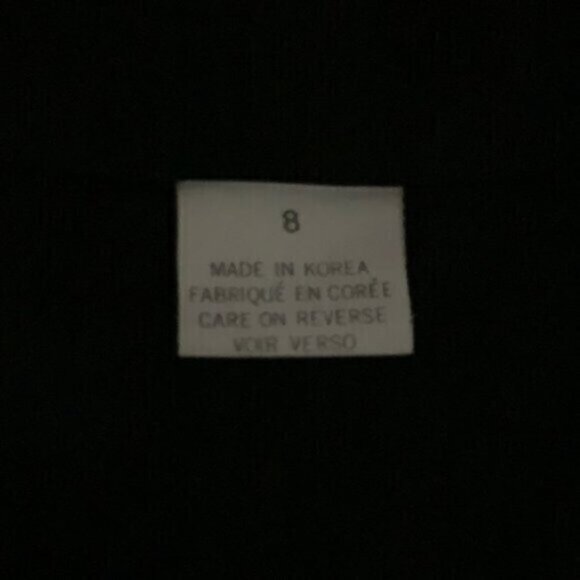 8
MADE IN KOREA
FABRIQUÉ EN CORÉE
CARE ON REVERSE
VOIR VERSO